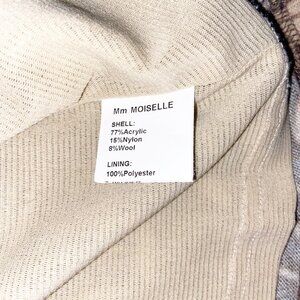 Mm MOISELLE
SHELL:
77%Acrylic
15%Nylon
8%Wool
LINING:
100%Polyester